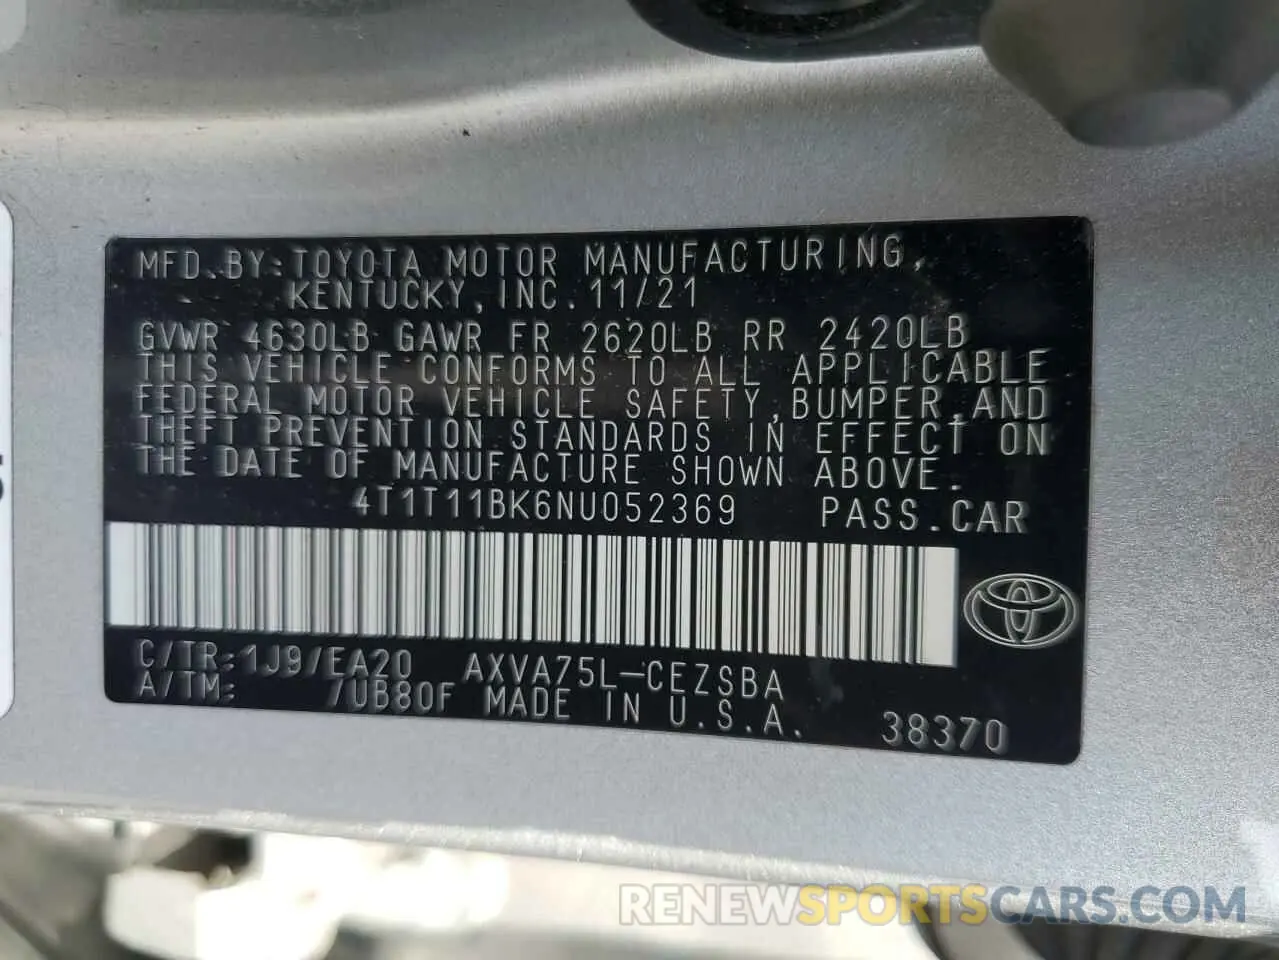 MFD. BY: TOYOTA MOTOR MANUFACTURING,
KENTUCKY, INC. 11/21
GVWR 4630LB GAWR FR 2620LB RR 2420LB
THIS VEHICLE CONFORMS TO ALL APPLICABLE
FEDERAL MOTOR VEHICLE SAFETY, BUMPER, AND
THEFT PREVENTION STANDARDS IN EFFECT ON
THE DATE OF MANUFACTURE SHOWN ABOVE.
4T1T11BK6NU052369 PASS. CAR
C/TR: 1J9/EA20 AXVA75L-CEZSBA
A/TM: /UB80F MADE IN U.S.A. 38370
RENEWSPORTSCARS.COM